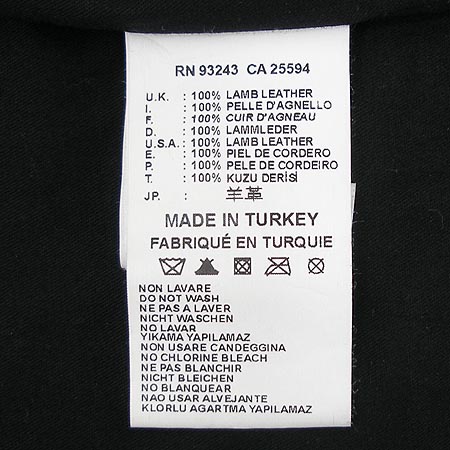 RN 93243 CA 25594
U.K. : 100% LAMB LEATHER
I. : 100% PELLE D'AGNELLO
F. : 100% CUIR D'AGNEAU
D. : 100% LAMMLEDER
U.S.A. : 100% LAMB LEATHER
E. : 100% PIEL DE CORDERO
P. : 100% PELE DE CORDEIRO
T. : 100% KUZU DERİSİ
JP. : 羊革
MADE IN TURKEY
FABRIQUÉ EN TURQUIE
NON LAVARE
DO NOT WASH
NE PAS A LAVER
NICHT WASCHEN
NO LAVAR
YIKAMA YAPILAMAZ
NON USARE CANDEGGINA
NO CHLORINE BLEACH
NE PAS BLANCHIR
NICHT BLEICHEN
NO BLANQUEAR
NAO USAR ALVEJANTE
KLORLU AGARTMA YAPILAMAZ